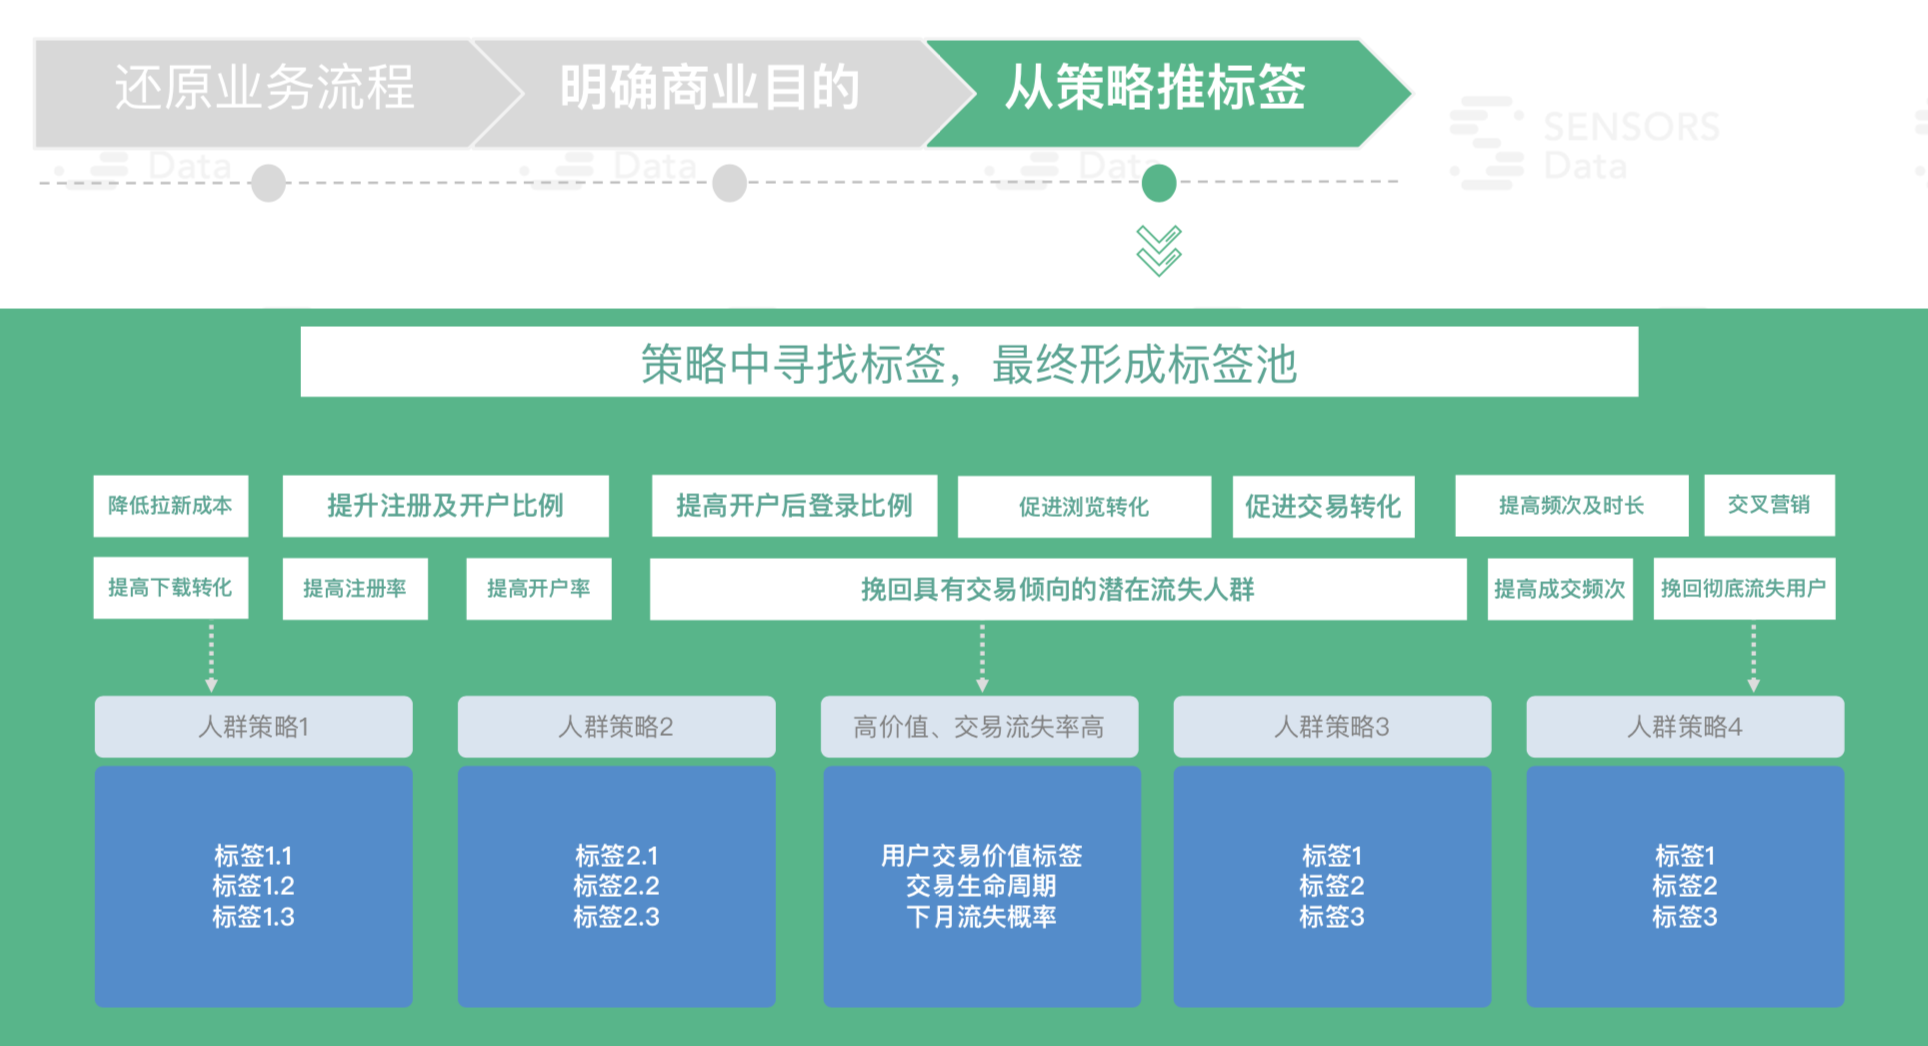 还原业务流程
明确商业目的
从策略推标签
SENSORS
Data
Data
Data
Data
策略中寻找标签，最终形成标签池
降低拉新成本
提升注册及开户比例
提高开户后登录比例
促进浏览转化
促进交易转化
提高频次及时长
交叉营销
提高下载转化
提高注册率
提高开户率
挽回具有交易倾向的潜在流失人群
提高成交频次
挽回彻底流失用户
人群策略1
人群策略2
高价值、交易流失率高
人群策略3
人群策略4
标签1.1
标签1.2
标签1.3
标签2.1
标签2.2
标签2.3
用户交易价值标签
交易生命周期
下月流失概率
标签1
标签2
标签3
标签1
标签2
标签3